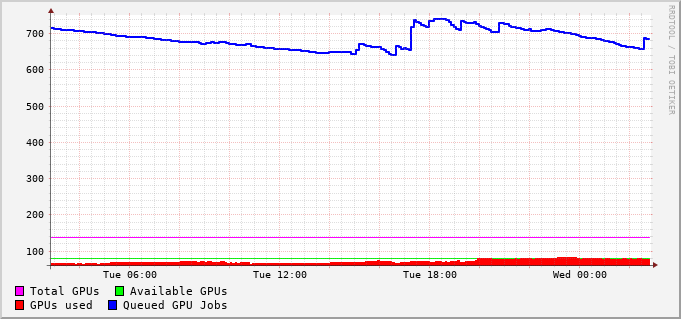 700
600
500
400
300
200
100
Tue 06:00 Tue 12:00 Tue 18:00 Wed 00:00
Total GPUs Available GPUs
GPUs used Queued GPU Jobs
RRDTOOL / TOBI OETIKER